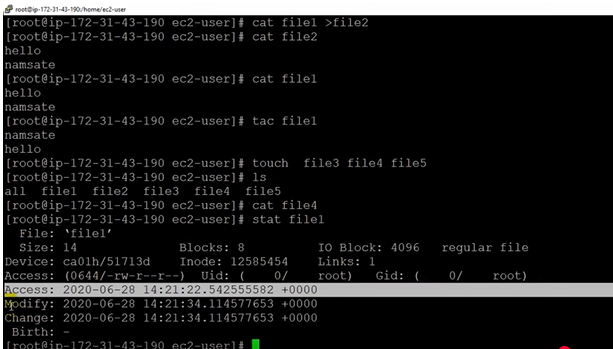 root@ip-172-31-43-190:/home/ec2-user
[root@ip-172-31-43-190 ec2-user]# cat file1 >file2
[root@ip-172-31-43-190 ec2-user]# cat file2
hello
namsate
[root@ip-172-31-43-190 ec2-user]# cat file1
hello
namsate
[root@ip-172-31-43-190 ec2-user]# tac file1
namsate
hello
[root@ip-172-31-43-190 ec2-user]# touch  file3 file4 file5
[root@ip-172-31-43-190 ec2-user]# ls
all  file1  file2  file3  file4  file5
[root@ip-172-31-43-190 ec2-user]# cat file4
[root@ip-172-31-43-190 ec2-user]# stat file1
  File: ‘file1’
  Size: 14              Blocks: 8          IO Block: 4096   regular file
Device: ca01h/51713d    Inode: 12585454    Links: 1
Access: (0644/-rw-r--r--)  Uid: (    0/    root)   Gid: (    0/    root)
Access: 2020-06-28 14:21:22.542555582 +0000
Modify: 2020-06-28 14:21:34.114577653 +0000
Change: 2020-06-28 14:21:34.114577653 +0000
 Birth: -
[root@ip-172-31-43-190 ec2-user]#